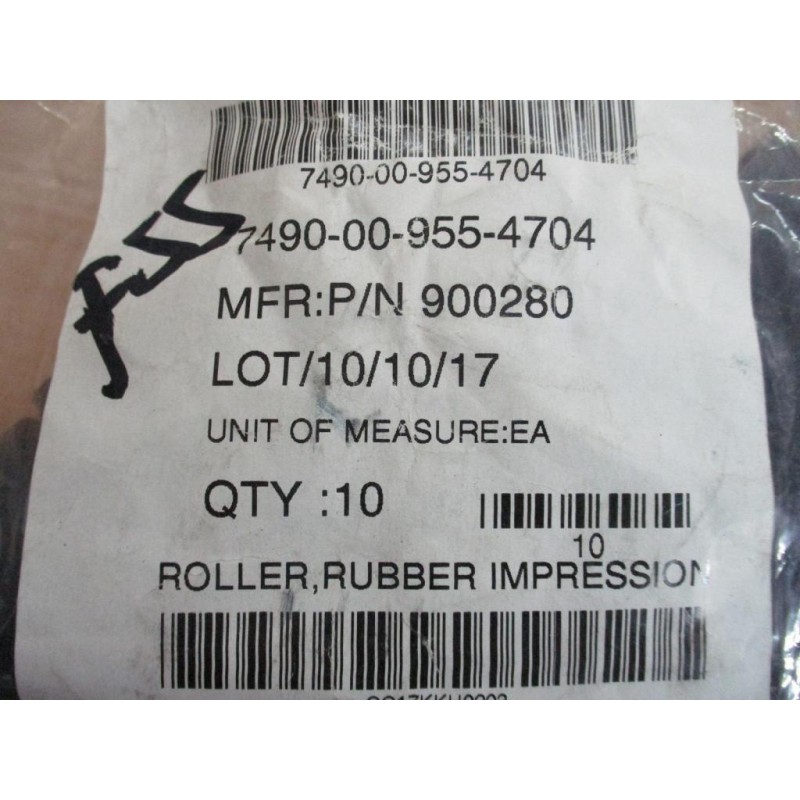 7490-00-955-4704
FSS
7490-00-955-4704
MFR:P/N 900280
LOT/10/10/17
UNIT OF MEASURE:EA
QTY :10
10
ROLLER,RUBBER IMPRESSION